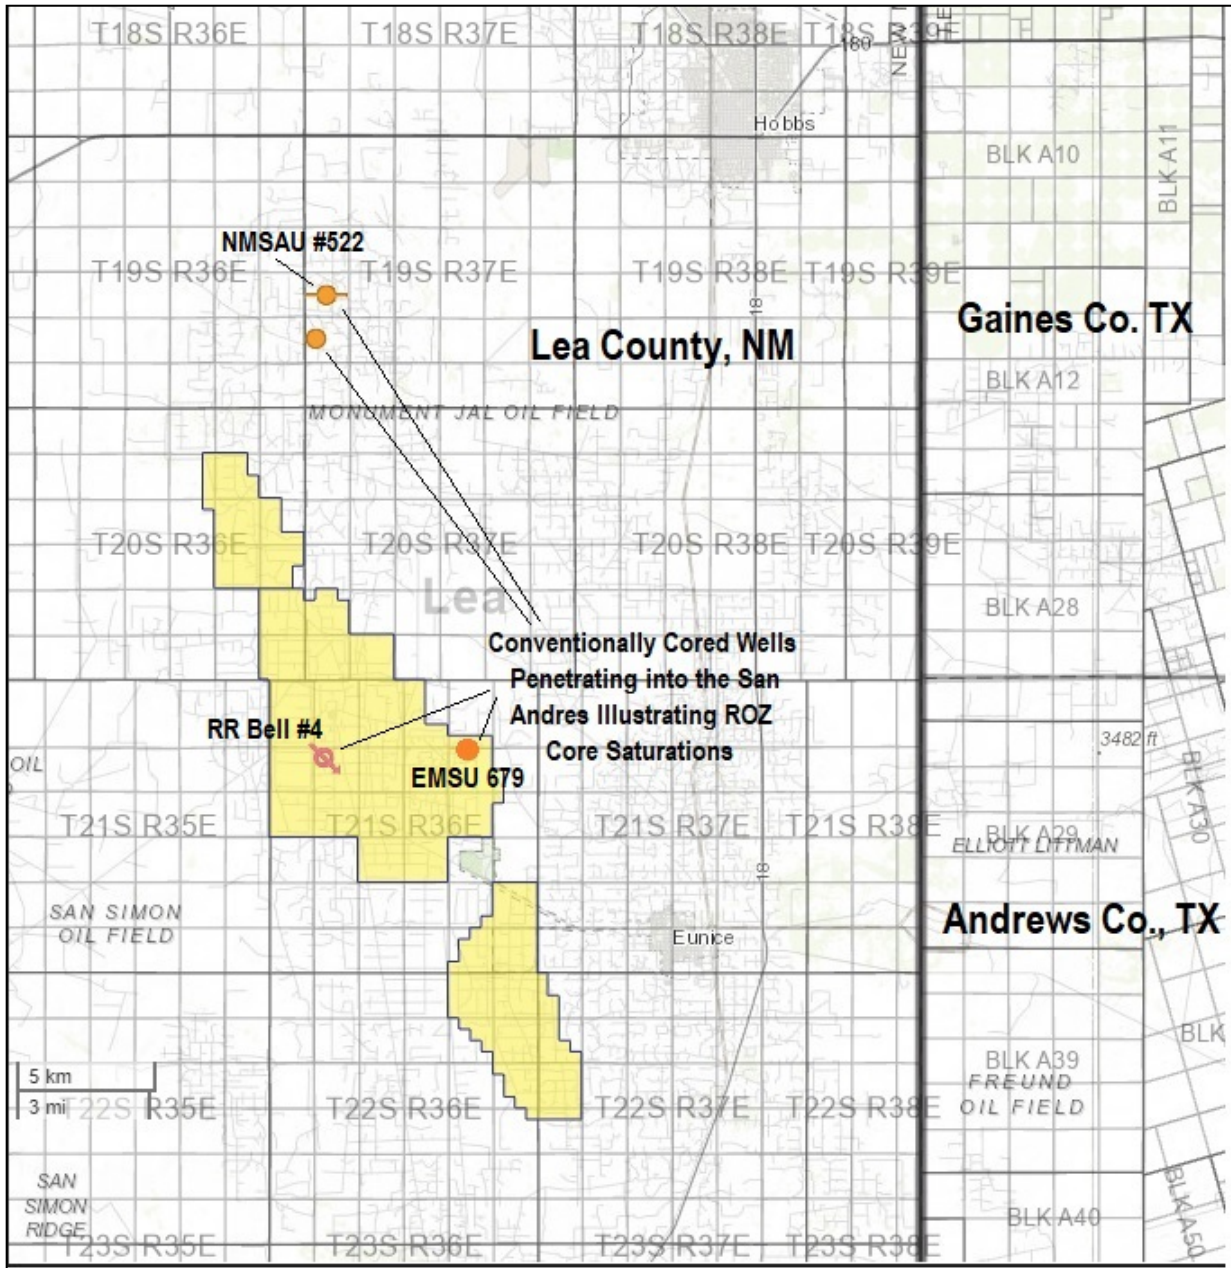 T18S R36E
T18S R37E
T18S R38E
T18S R39E
180
NEW
Hobbs
BLK A10
BLK A11
NMSAU #522
T19S R36E
T19S R37E
T19S R38E
T19S R39E
18
Lea County, NM
Gaines Co. TX
BLK A12
MONUMENT JAL OIL FIELD
T20S R36E
T20S R37E
T20S R38E
T20S R39E
Lea
BLK A28
Conventionally Cored Wells
Penetrating into the San
Andres Illustrating ROZ
Core Saturations
RR Bell #4
EMSU 679
OIL
3482 ft
BLK A30
T21S R35E
T21S R36E
T21S R37E
T21S R38E
BLK A29
ELLIOTT LITTMAN
18
SAN SIMON
OIL FIELD
Eunice
Andrews Co., TX
BLK
5 km
3 mi
T22S R35E
T22S R36E
T22S R37E
T22S R38E
BLK A39
FREUND
OIL FIELD
SAN
SIMON
RIDGE
BLK A40
BLK A50
T23S R35E
T23S R36E
T23S R37E
T23S R38E